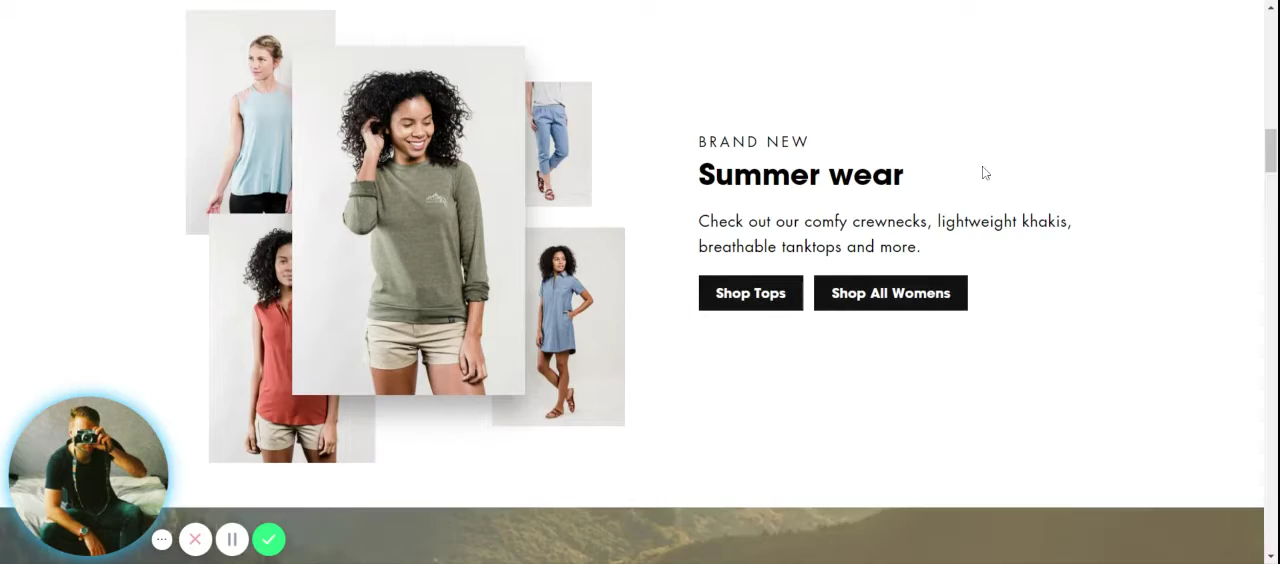 BRAND NEW
Summer wear
Check out our comfy crewnecks, lightweight khakis,
breathable tanktops and more.
Shop Tops
Shop All Womens